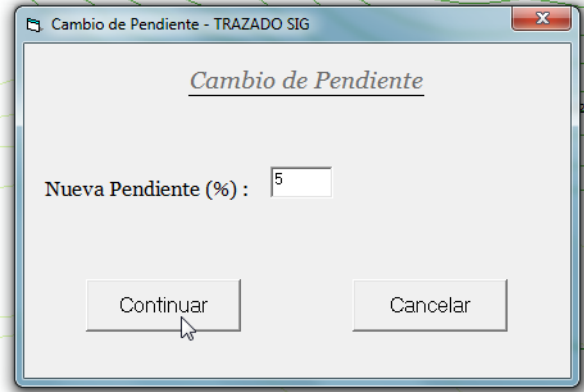 Cambio de Pendiente - TRAZADO SIG
Cambio de Pendiente
Nueva Pendiente (%) : 5
Continuar Cancelar